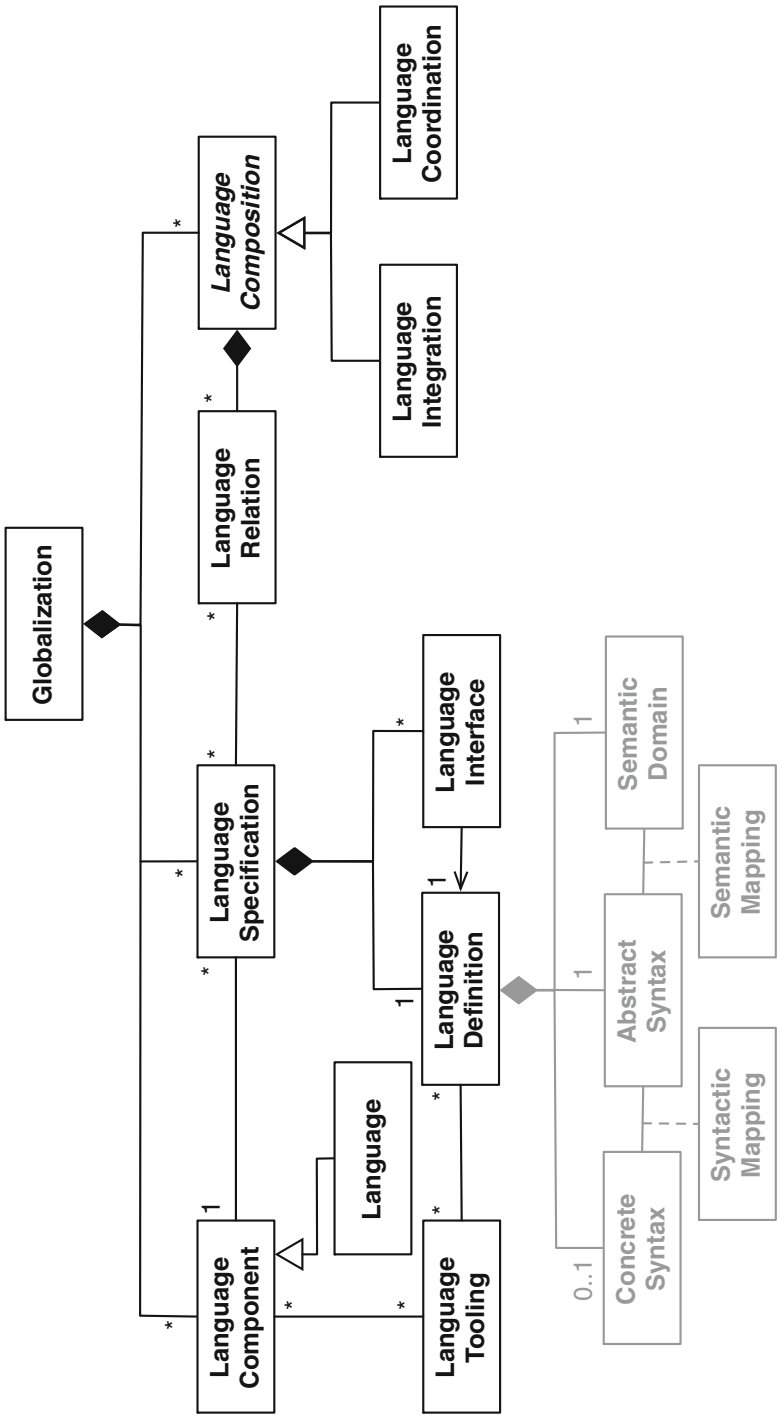 Globalization
*
*
*
1
*
*
*
*
Language
Component
Language
Specification
Language
Relation
Language
Composition
*
Language
Language
Integration
Language
Coordination
*
1
*
*
*
1
Language
Tooling
Language
Definition
Language
Interface
0..1
1
1
Concrete
Syntax
Abstract
Syntax
Semantic
Domain
Syntactic
Mapping
Semantic
Mapping